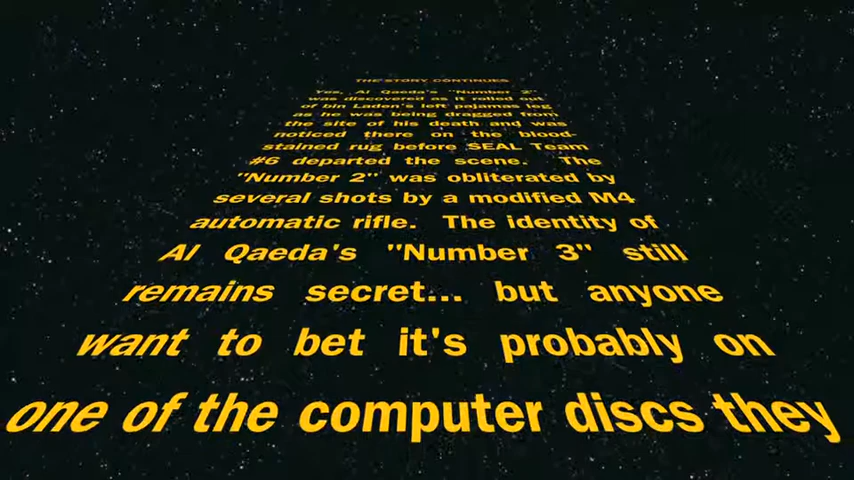 THE STORY CONTINUES
Yes, Al Qaeda's "Number 2"
was discovered as it rolled out
of bin Laden's left pajamas leg
as he was being dragged from
the site of his death and was
noticed there on the blood-
stained rug before SEAL Team
#6 departed the scene. The
"Number 2" was obliterated by
several shots by a modified M4
automatic rifle. The identity of
Al Qaeda's "Number 3" still
remains secret... but anyone
want to bet it's probably on
one of the computer discs they